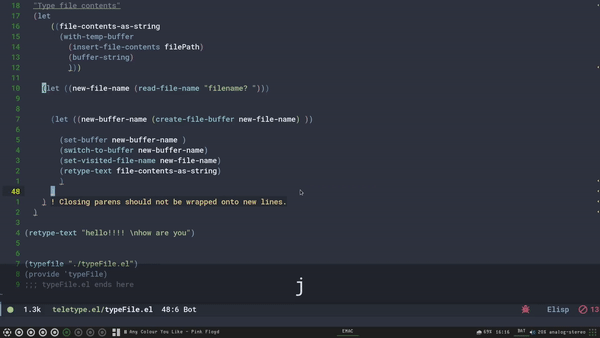 18 "Type file contents"
17 (let
16 ((file-contents-as-string
15 (with-temp-buffer
14 (insert-file-contents filePath)
13 (buffer-string)
12 )))
11
10 (let ((new-file-name (read-file-name "filename? ")))
9
8
7 (let ((new-buffer-name (create-file-buffer new-file-name) ))
6
5 (set-buffer new-buffer-name )
4 (switch-to-buffer new-buffer-name)
3 (set-visited-file-name new-file-name)
2 (retype-text file-contents-as-string)
1 )
48 )
1 ) ! Closing parens should not be wrapped onto new lines.
2 )
3
4 (retype-text "hello!!!! \nhow are you")
5
6
7 (typefile "./typeFile.el")
8 (provide 'typeFile)
9 ;;; typeFile.el ends here
j
1.3k teletype.el/typeFile.el 48:6 Bot Elisp 13
Any Colour You Like - Pink Floyd EMAC 69% 16:16 BAT